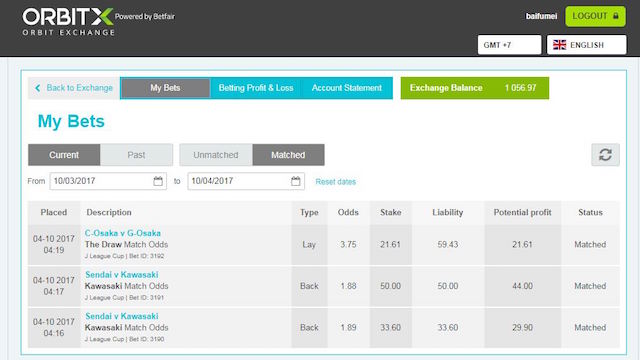 ORBITX Powered by Betfair
ORBIT EXCHANGE
baifumei LOGOUT
GMT +7 ENGLISH
Back to Exchange My Bets Betting Profit & Loss Account Statement Exchange Balance 1 056.97
My Bets
Current Past Unmatched Matched
From 10/03/2017 to 10/04/2017 Reset dates
Placed Description Type Odds Stake Liability Potential profit Status
04-10 2017 04:19
C-Osaka v G-Osaka
The Draw Match Odds
J League Cup | Bet ID: 3192
Lay 3.75 21.61 59.43 21.61 Matched
04-10 2017 04:17
Sendai v Kawasaki
Kawasaki Match Odds
J League Cup | Bet ID: 3191
Back 1.88 50.00 50.00 44.00 Matched
04-10 2017 04:16
Sendai v Kawasaki
Kawasaki Match Odds
J League Cup | Bet ID: 3190
Back 1.89 33.60 33.60 29.90 Matched